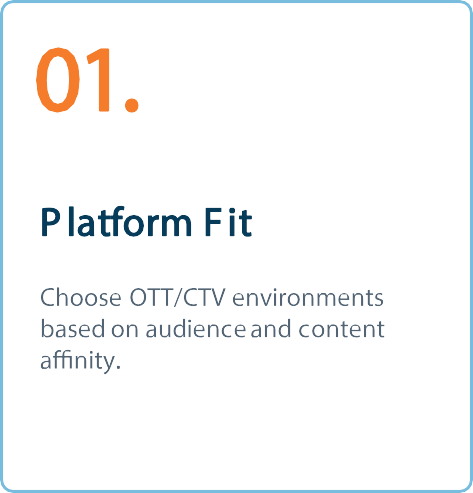 01.
Platform Fit
Choose OTT/CTV environments
based on audience and content
affinity.